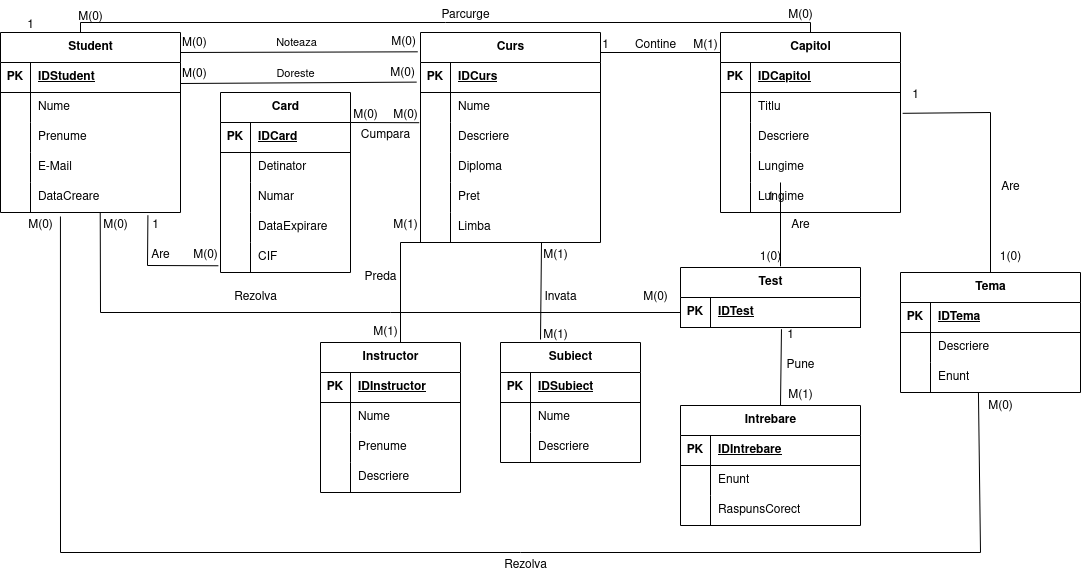 Parcurge
M(0)
M(0)
1
Student
PK
IDStudent
Nume
Prenume
E-Mail
DataCreare
M(0)
Noteaza
M(0)
M(0)
Doreste
M(0)
Curs
PK
IDCurs
Nume
Descriere
Diploma
Pret
Limba
1
Contine
M(1)
Capitol
PK
IDCapitol
Titlu
Descriere
Lungime
Lungime
1
Card
PK
IDCard
Detinator
Numar
DataExpirare
CIF
M(0)
M(0)
Cumpara
1
Are
M(0)
M(0)
M(0)
1
Are
M(0)
M(1)
Preda
M(1)
M(1)
Invata
M(1)
Are
1(0)
1(0)
Rezolva
M(0)
Test
PK
IDTest
Tema
PK
IDTema
Descriere
Enunt
M(0)
Instructor
PK
IDInstructor
Nume
Prenume
Descriere
Subiect
PK
IDSubiect
Nume
Descriere
1
Pune
M(1)
Intrebare
PK
IDIntrebare
Enunt
RaspunsCorect
Rezolva